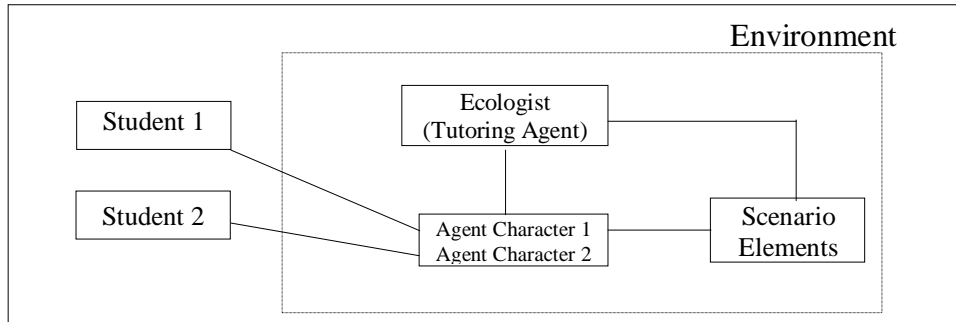 Environment
Ecologist
(Tutoring Agent)
Student 1
Student 2
Agent Character 1
Agent Character 2
Scenario
Elements